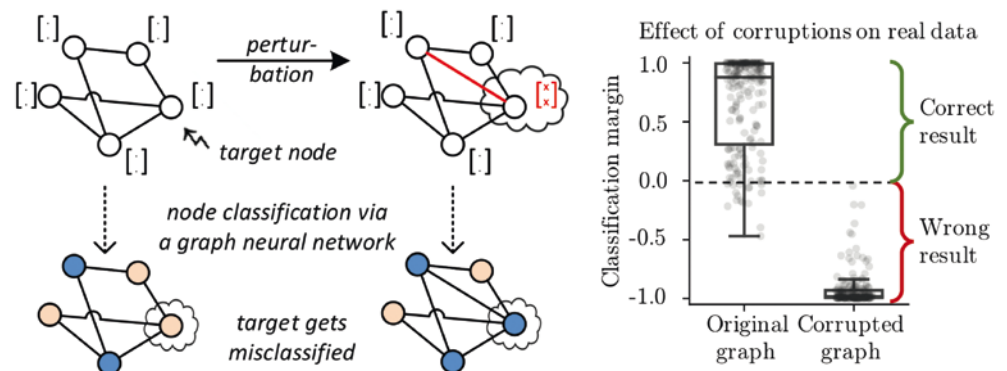 [:]
[:]
[:]
[:]
[:]
pertur-
bation
target node
[:]
[:]
[:]
[x x]
[:]
node classification via
a graph neural network
target gets
misclassified
Effect of corruptions on real data
Classification margin
1.0
0.5
0.0
-0.5
-1.0
Original
graph
Corrupted
graph
Correct
result
Wrong
result